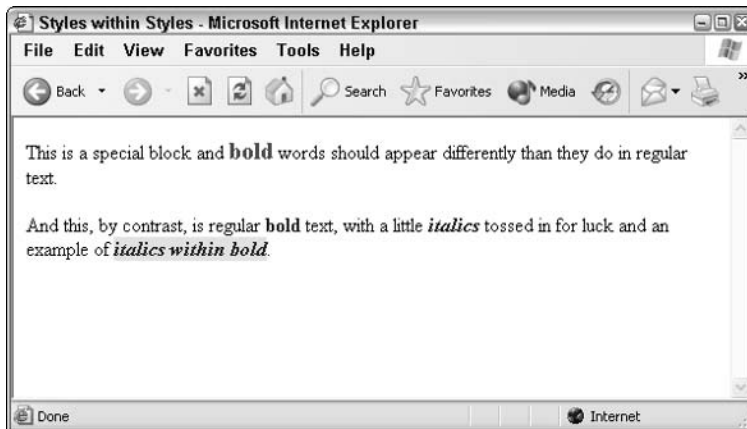 Styles within Styles - Microsoft Internet Explorer
File Edit View Favorites Tools Help
Back Search Favorites Media »
This is a special block and bold words should appear differently than they do in regular
text.
And this, by contrast, is regular bold text, with a little italics tossed in for luck and an
example of italics within bold.
Done Internet